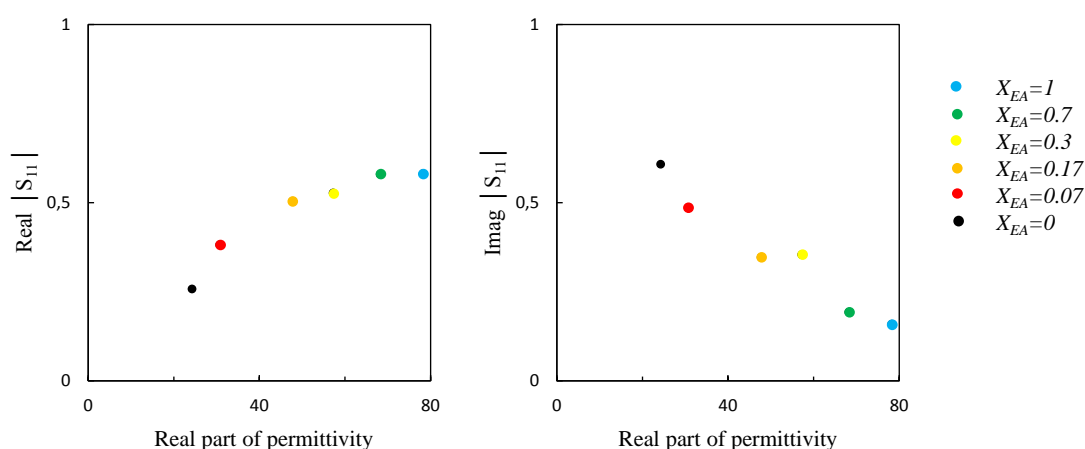 1
0,5
0
0
40
80
Real |S11|
Real part of permittivity
1
0,5
0
0
40
80
Imag |S11|
Real part of permittivity
XEA=1
XEA=0.7
XEA=0.3
XEA=0.17
XEA=0.07
XEA=0